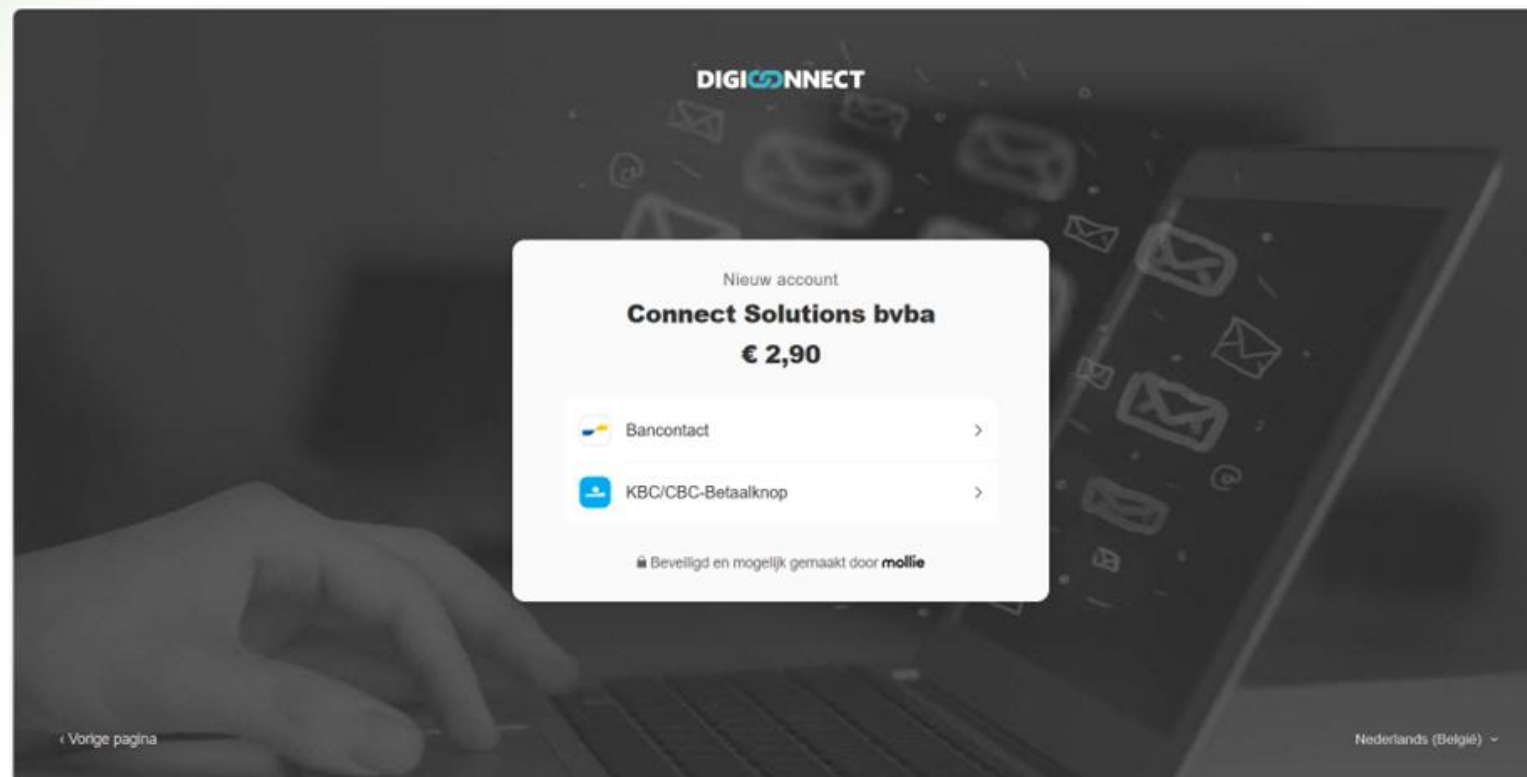 DIGICONNECT
Nieuw account
Connect Solutions bvba
€ 2,90
Bancontact
KBC/CBC-Betaalknop
Beveiligd en mogelijk gemaakt door mollie
‹ Vorige pagina
Nederlands (België)